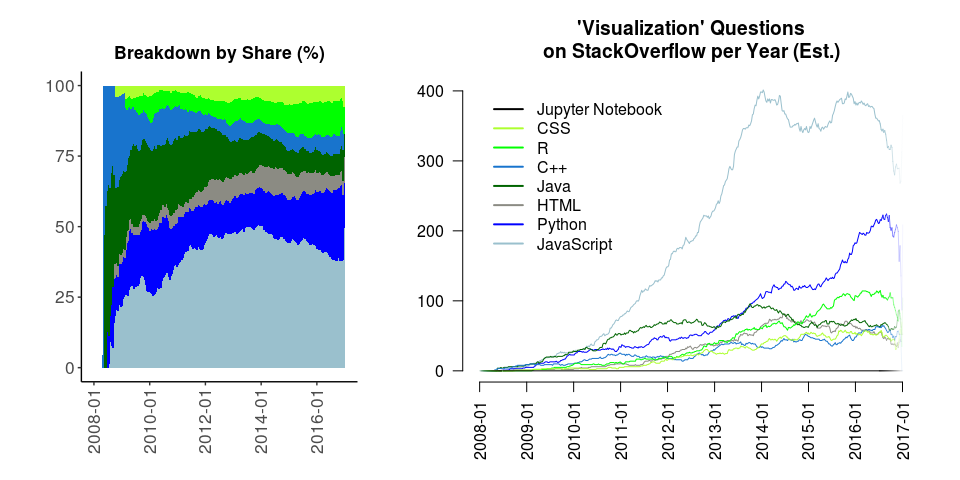 Breakdown by Share (%)
100
75
50
25
0
2008-01
2010-01
2012-01
2014-01
2016-01
'Visualization' Questions
on StackOverflow per Year (Est.)
400
300
200
100
0
Jupyter Notebook
CSS
R
C++
Java
HTML
Python
JavaScript
2008-01
2009-01
2010-01
2011-01
2012-01
2013-01
2014-01
2015-01
2016-01
2017-01